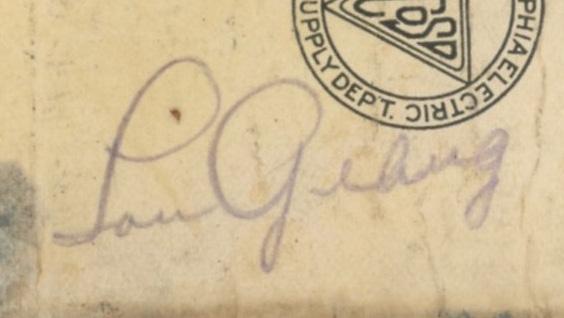 SUPPLY DEPT.
PHIA ELECTRIC
Lou Gehrig